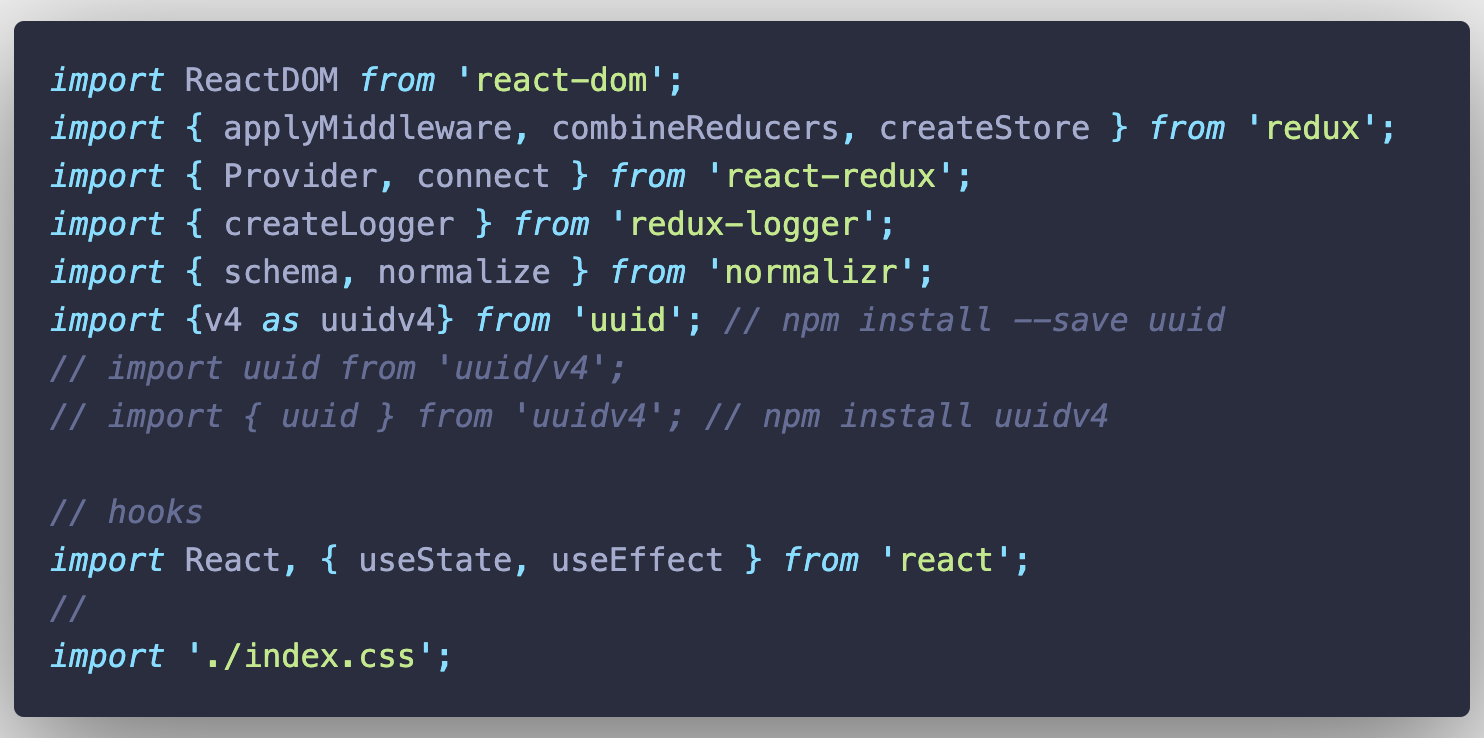 import ReactDOM from 'react-dom';
import { applyMiddleware, combineReducers, createStore } from 'redux';
import { Provider, connect } from 'react-redux';
import { createLogger } from 'redux-logger';
import { schema, normalize } from 'normalizr';
import {v4 as uuidv4} from 'uuid'; // npm install --save uuid
// import uuid from 'uuid/v4';
// import { uuid } from 'uuidv4'; // npm install uuidv4
// hooks
import React, { useState, useEffect } from 'react';
//
import './index.css';